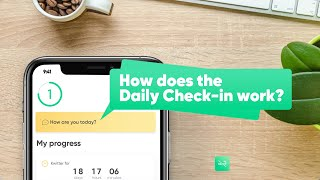 How does the
Daily Check-in work?
9:41
1
How are you today?
My progress
18
17
06